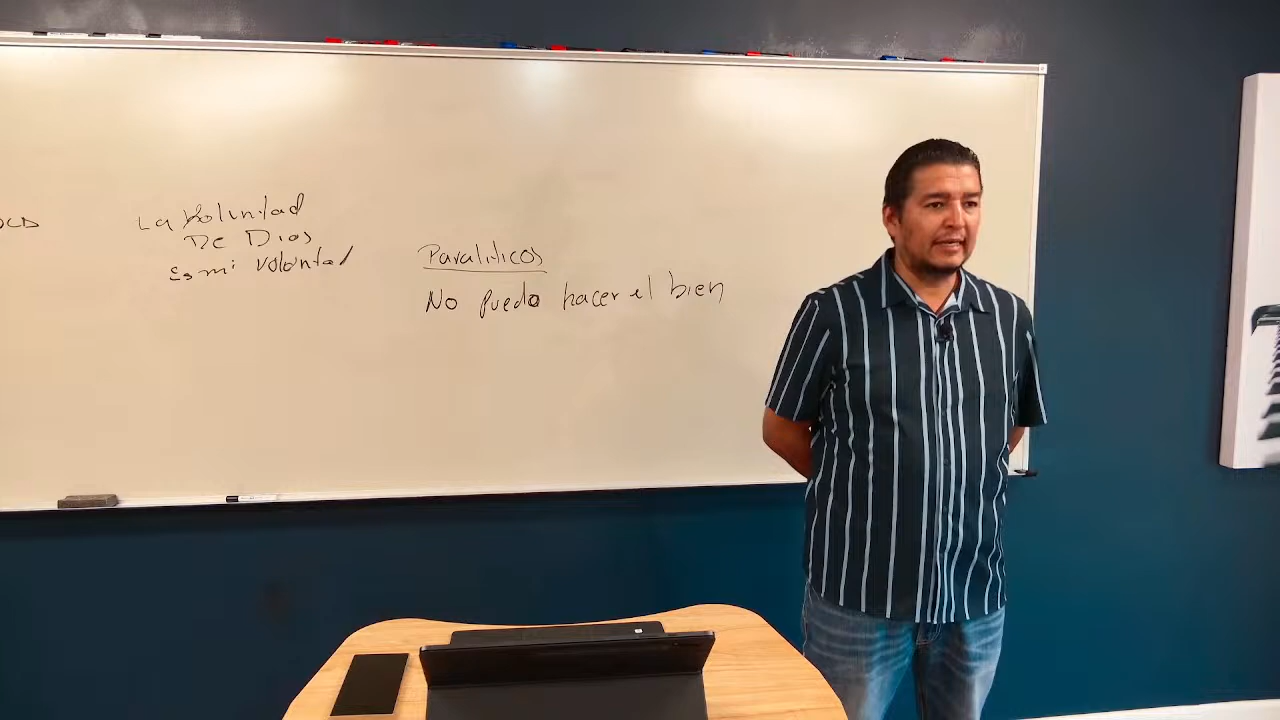 La Voluntad
De Dios
Es mi Voluntad
Paraliticos
No puedo hacer el bien